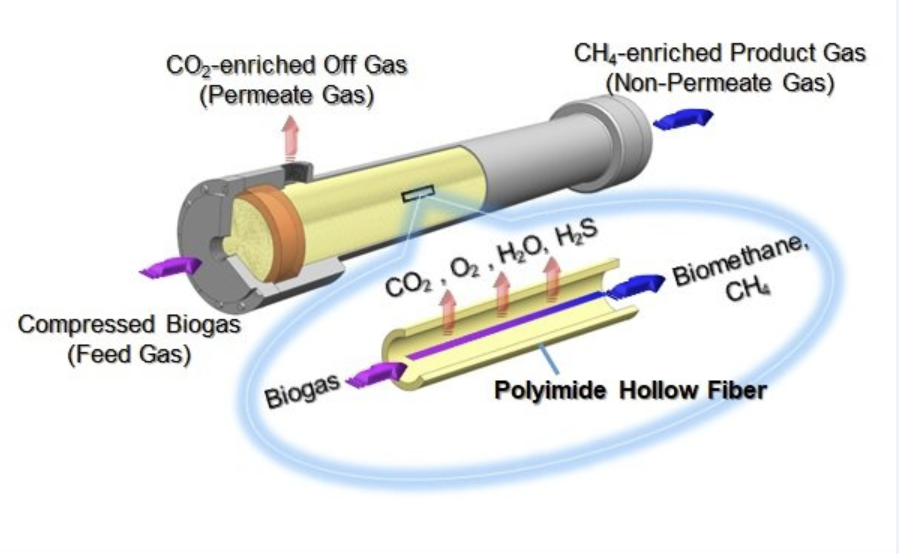 CO₂-enriched Off Gas
(Permeate Gas)
CH₄-enriched Product Gas
(Non-Permeate Gas)
Compressed Biogas
(Feed Gas)
CO₂ , O₂ , H₂O, H₂S
Biomethane,
CH₄
Biogas
Polyimide Hollow Fiber